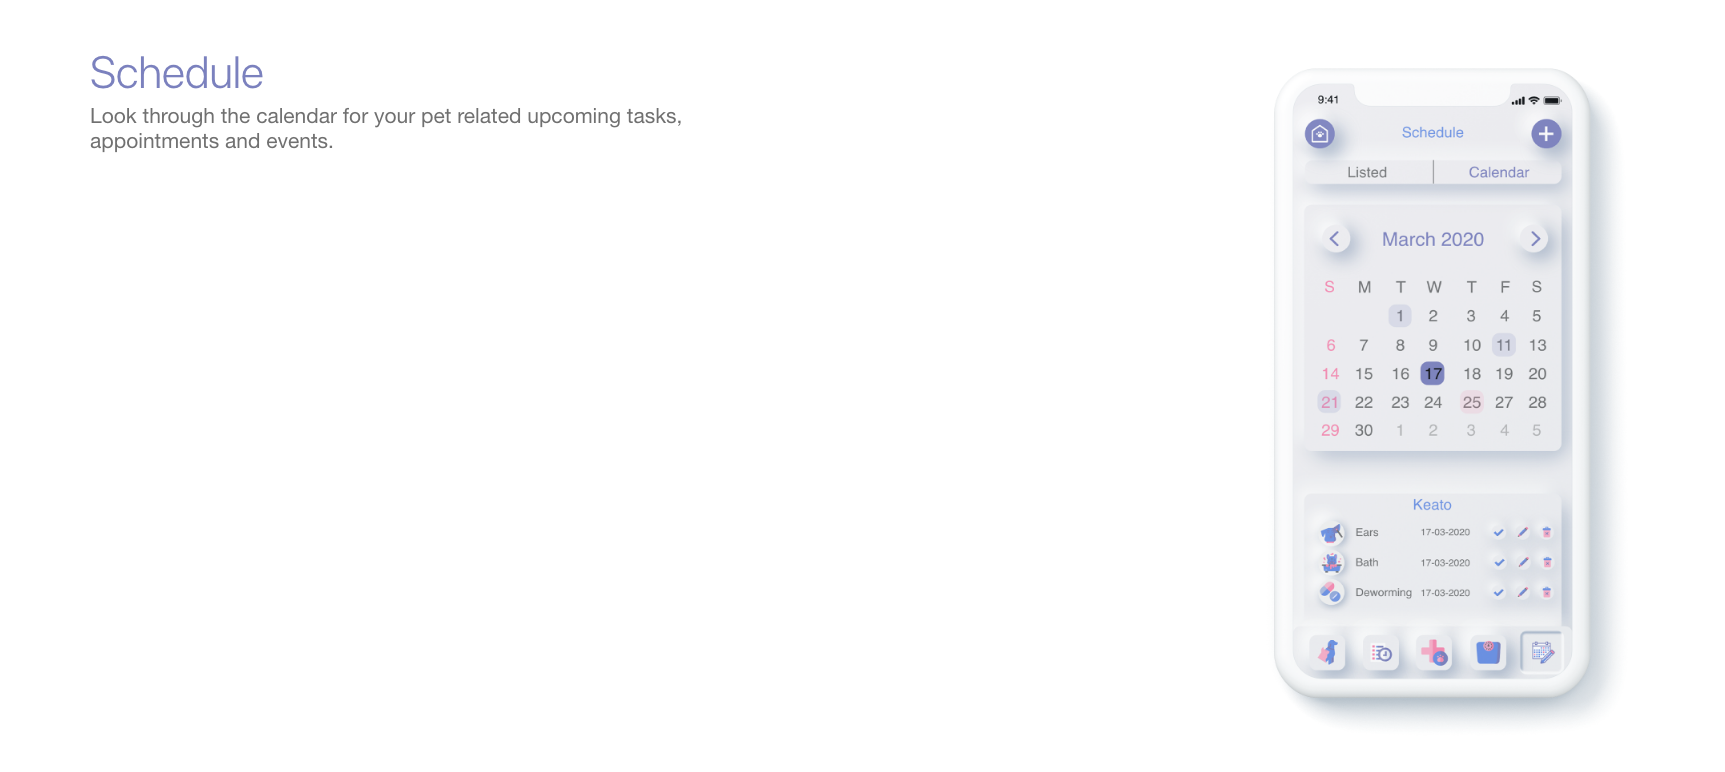 Schedule
Look through the calendar for your pet related upcoming tasks,
appointments and events.
9:41
Schedule
Listed Calendar
March 2020
S M T W T F S
1 2 3 4 5
6 7 8 9 10 11 13
14 15 16 17 18 19 20
21 22 23 24 25 27 28
29 30 1 2 3 4 5
Keato
Ears 17-03-2020
Bath 17-03-2020
Deworming 17-03-2020